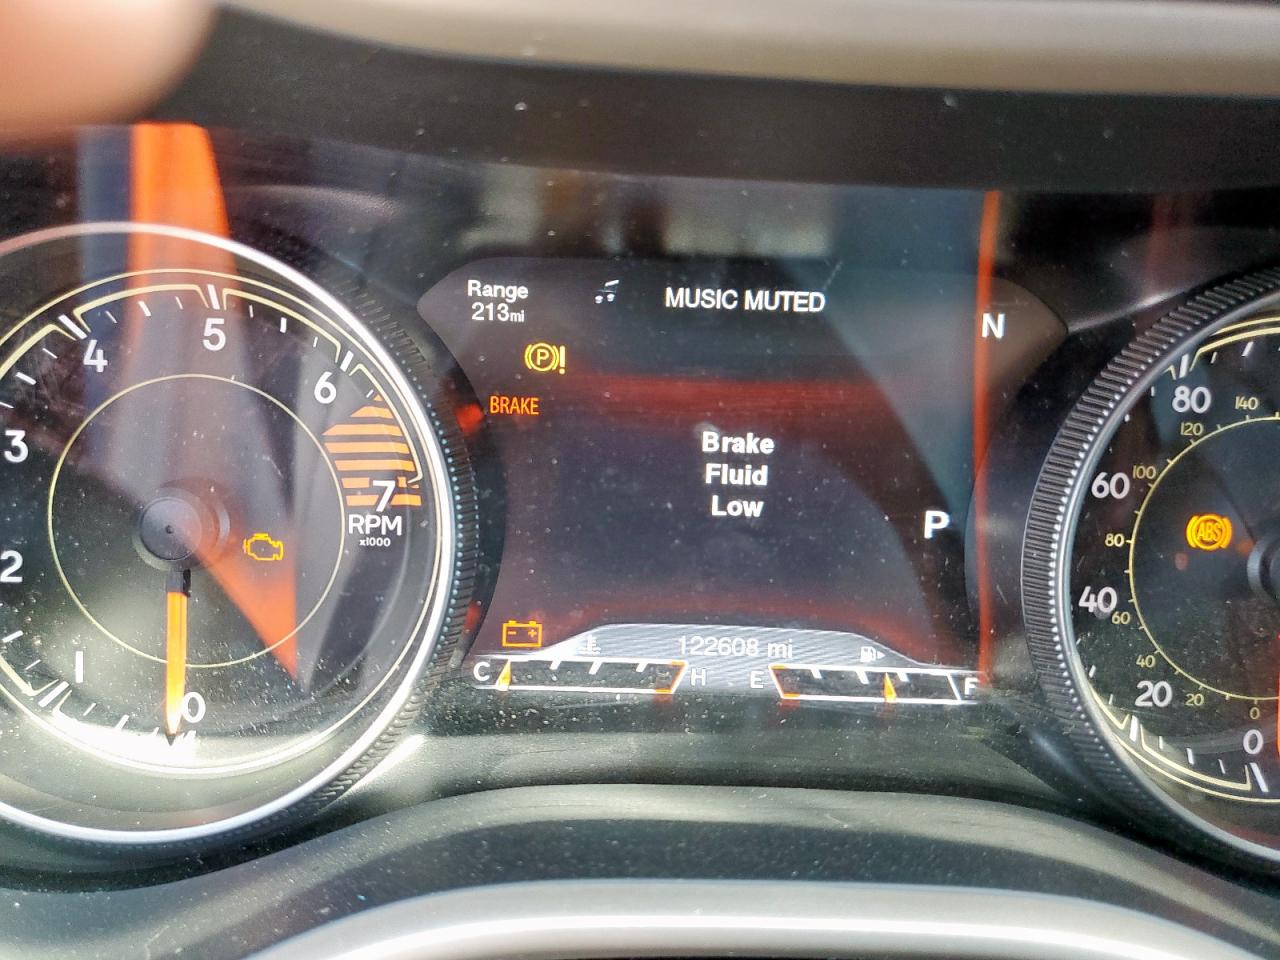 Range
213mi
MUSIC MUTED
N
P
BRAKE
Brake
Fluid
Low
P
122608 mi
C
H
E
F
0
1
2
3
4
5
6
7
RPM
x1000
0
20
40
60
80
0
20
40
60
80
100
120
140
ABS